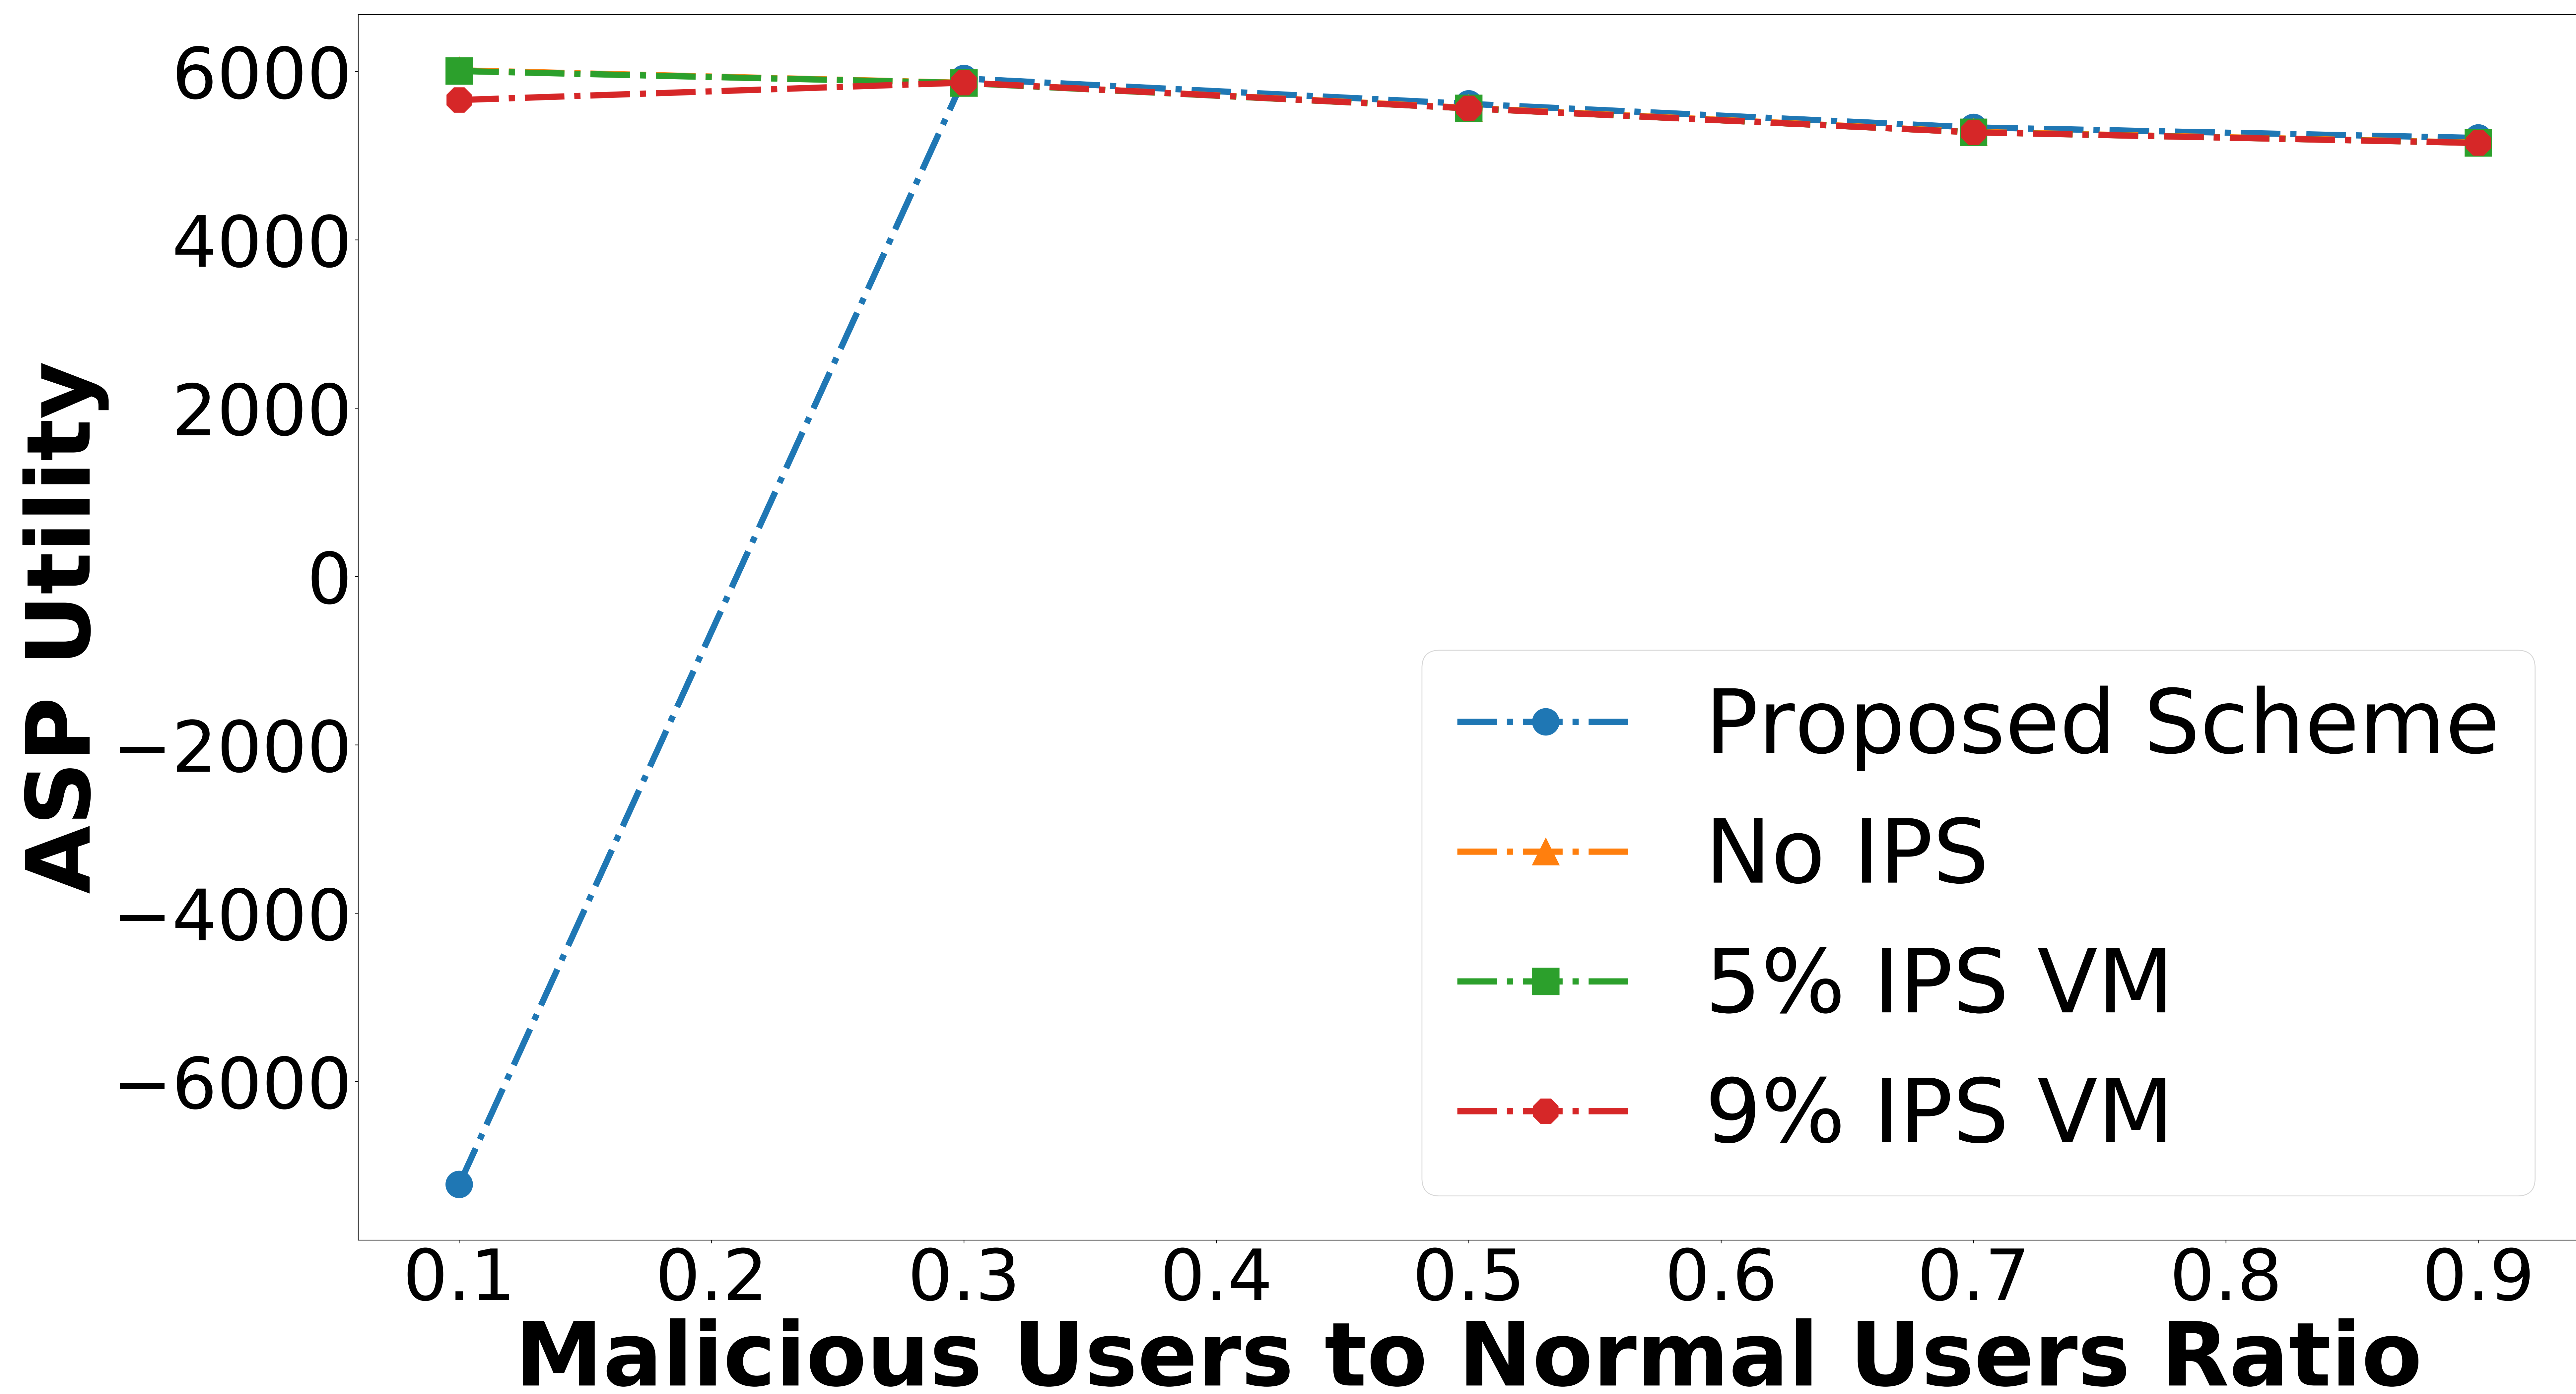 ASP Utility
6000
4000
2000
0
−2000
−4000
−6000
Proposed Scheme
No IPS
5% IPS VM
9% IPS VM
0.1 0.2 0.3 0.4 0.5 0.6 0.7 0.8 0.9
Malicious Users to Normal Users Ratio